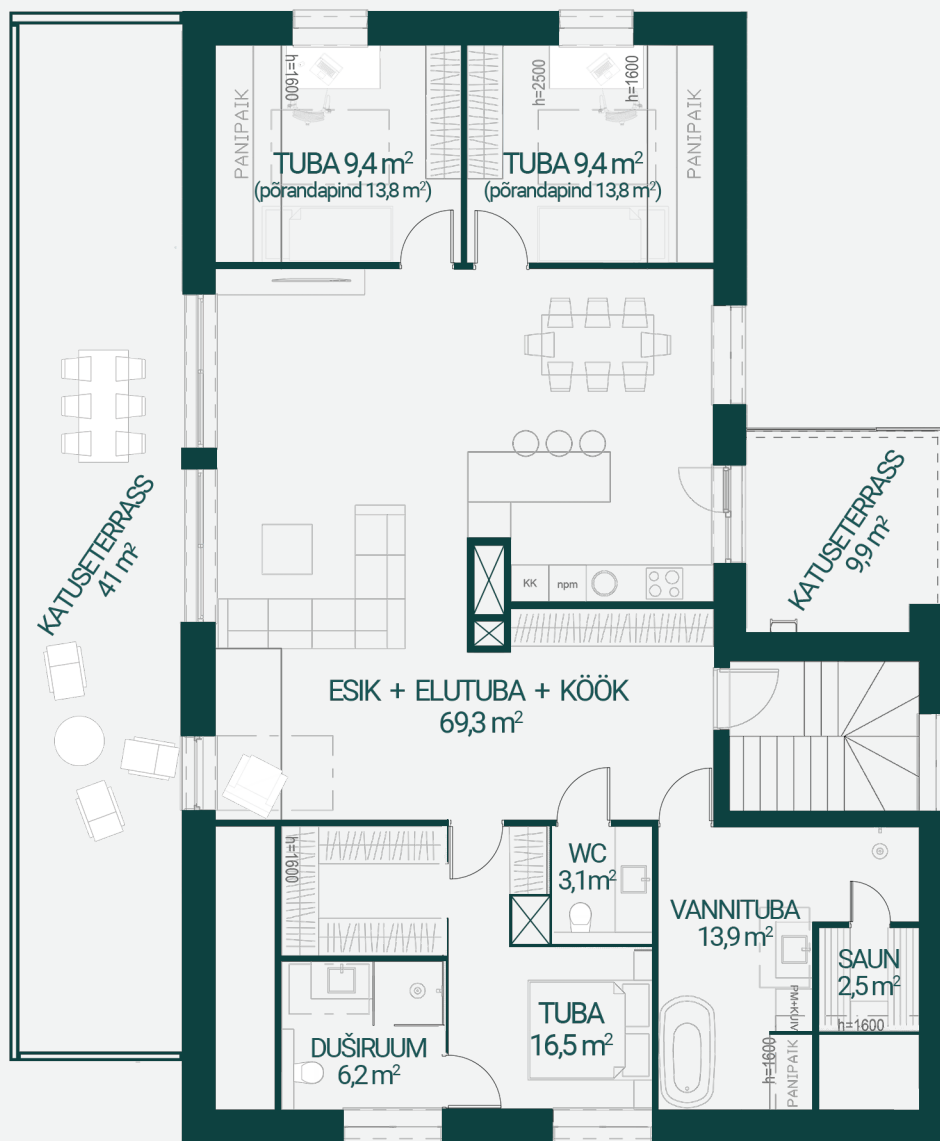 h=1600
h=2500
h=1600
PANIPAIK
PANIPAIK
TUBA 9,4 m²
(põrandapind 13,8 m²)
TUBA 9,4 m²
(põrandapind 13,8 m²)
KATUSETERRASS
41 m²
KATUSETERRASS
9,9 m²
KK
npm
ESIK + ELUTUBA + KÖÖK
69,3 m²
h=1600
WC
3,1 m²
VANNITUBA
13,9 m²
SAUN
2,5 m²
h=1600
PM+KUIV
TUBA
16,5 m²
DUŠIRUUM
6,2 m²
h=1600
PANIPAIK